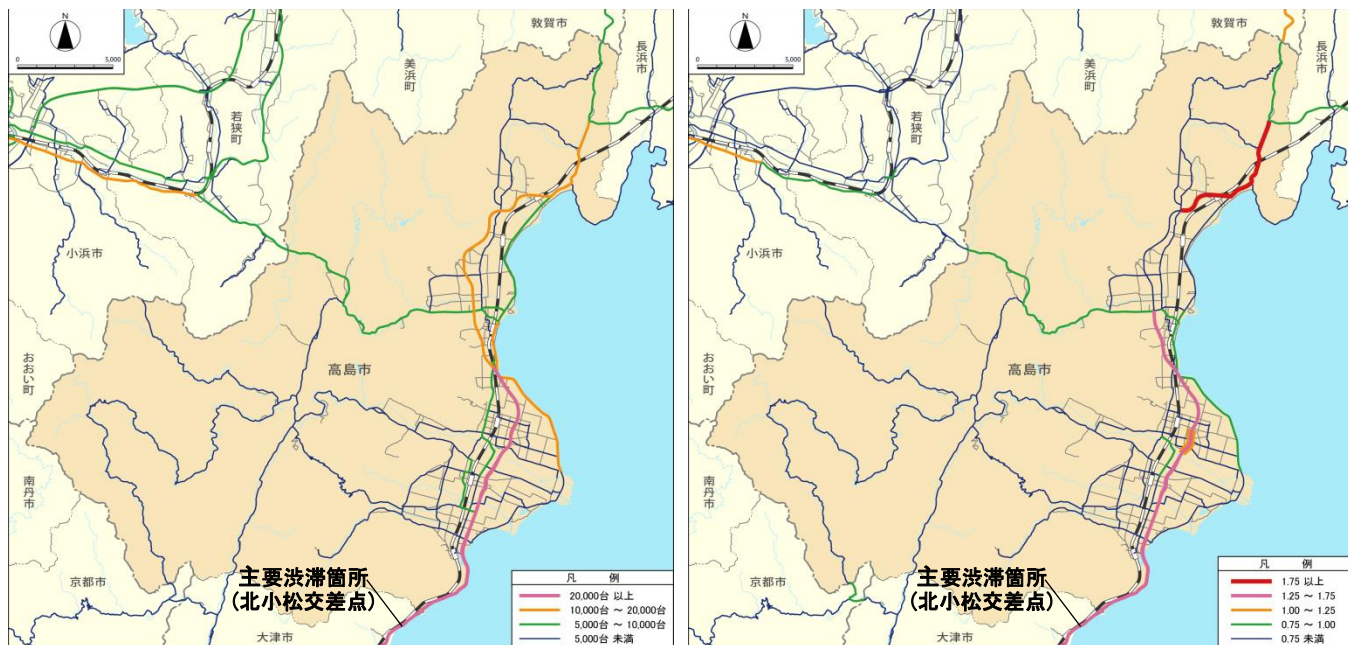 N
0
5,000
敦賀市
長浜市
美浜町
若狭町
小浜市
おおい町
高島市
南丹市
京都市
大津市
主要渋滞箇所
(北小松交差点)
凡 例
20,000台 以上
10,000台 ~ 20,000台
5,000台 ~ 10,000台
5,000台 未満
N
0
5,000
敦賀市
長浜市
美浜町
若狭町
小浜市
おおい町
高島市
南丹市
京都市
大津市
主要渋滞箇所
(北小松交差点)
凡 例
1.75 以上
1.25 ~ 1.75
1.00 ~ 1.25
0.75 ~ 1.00
0.75 未満